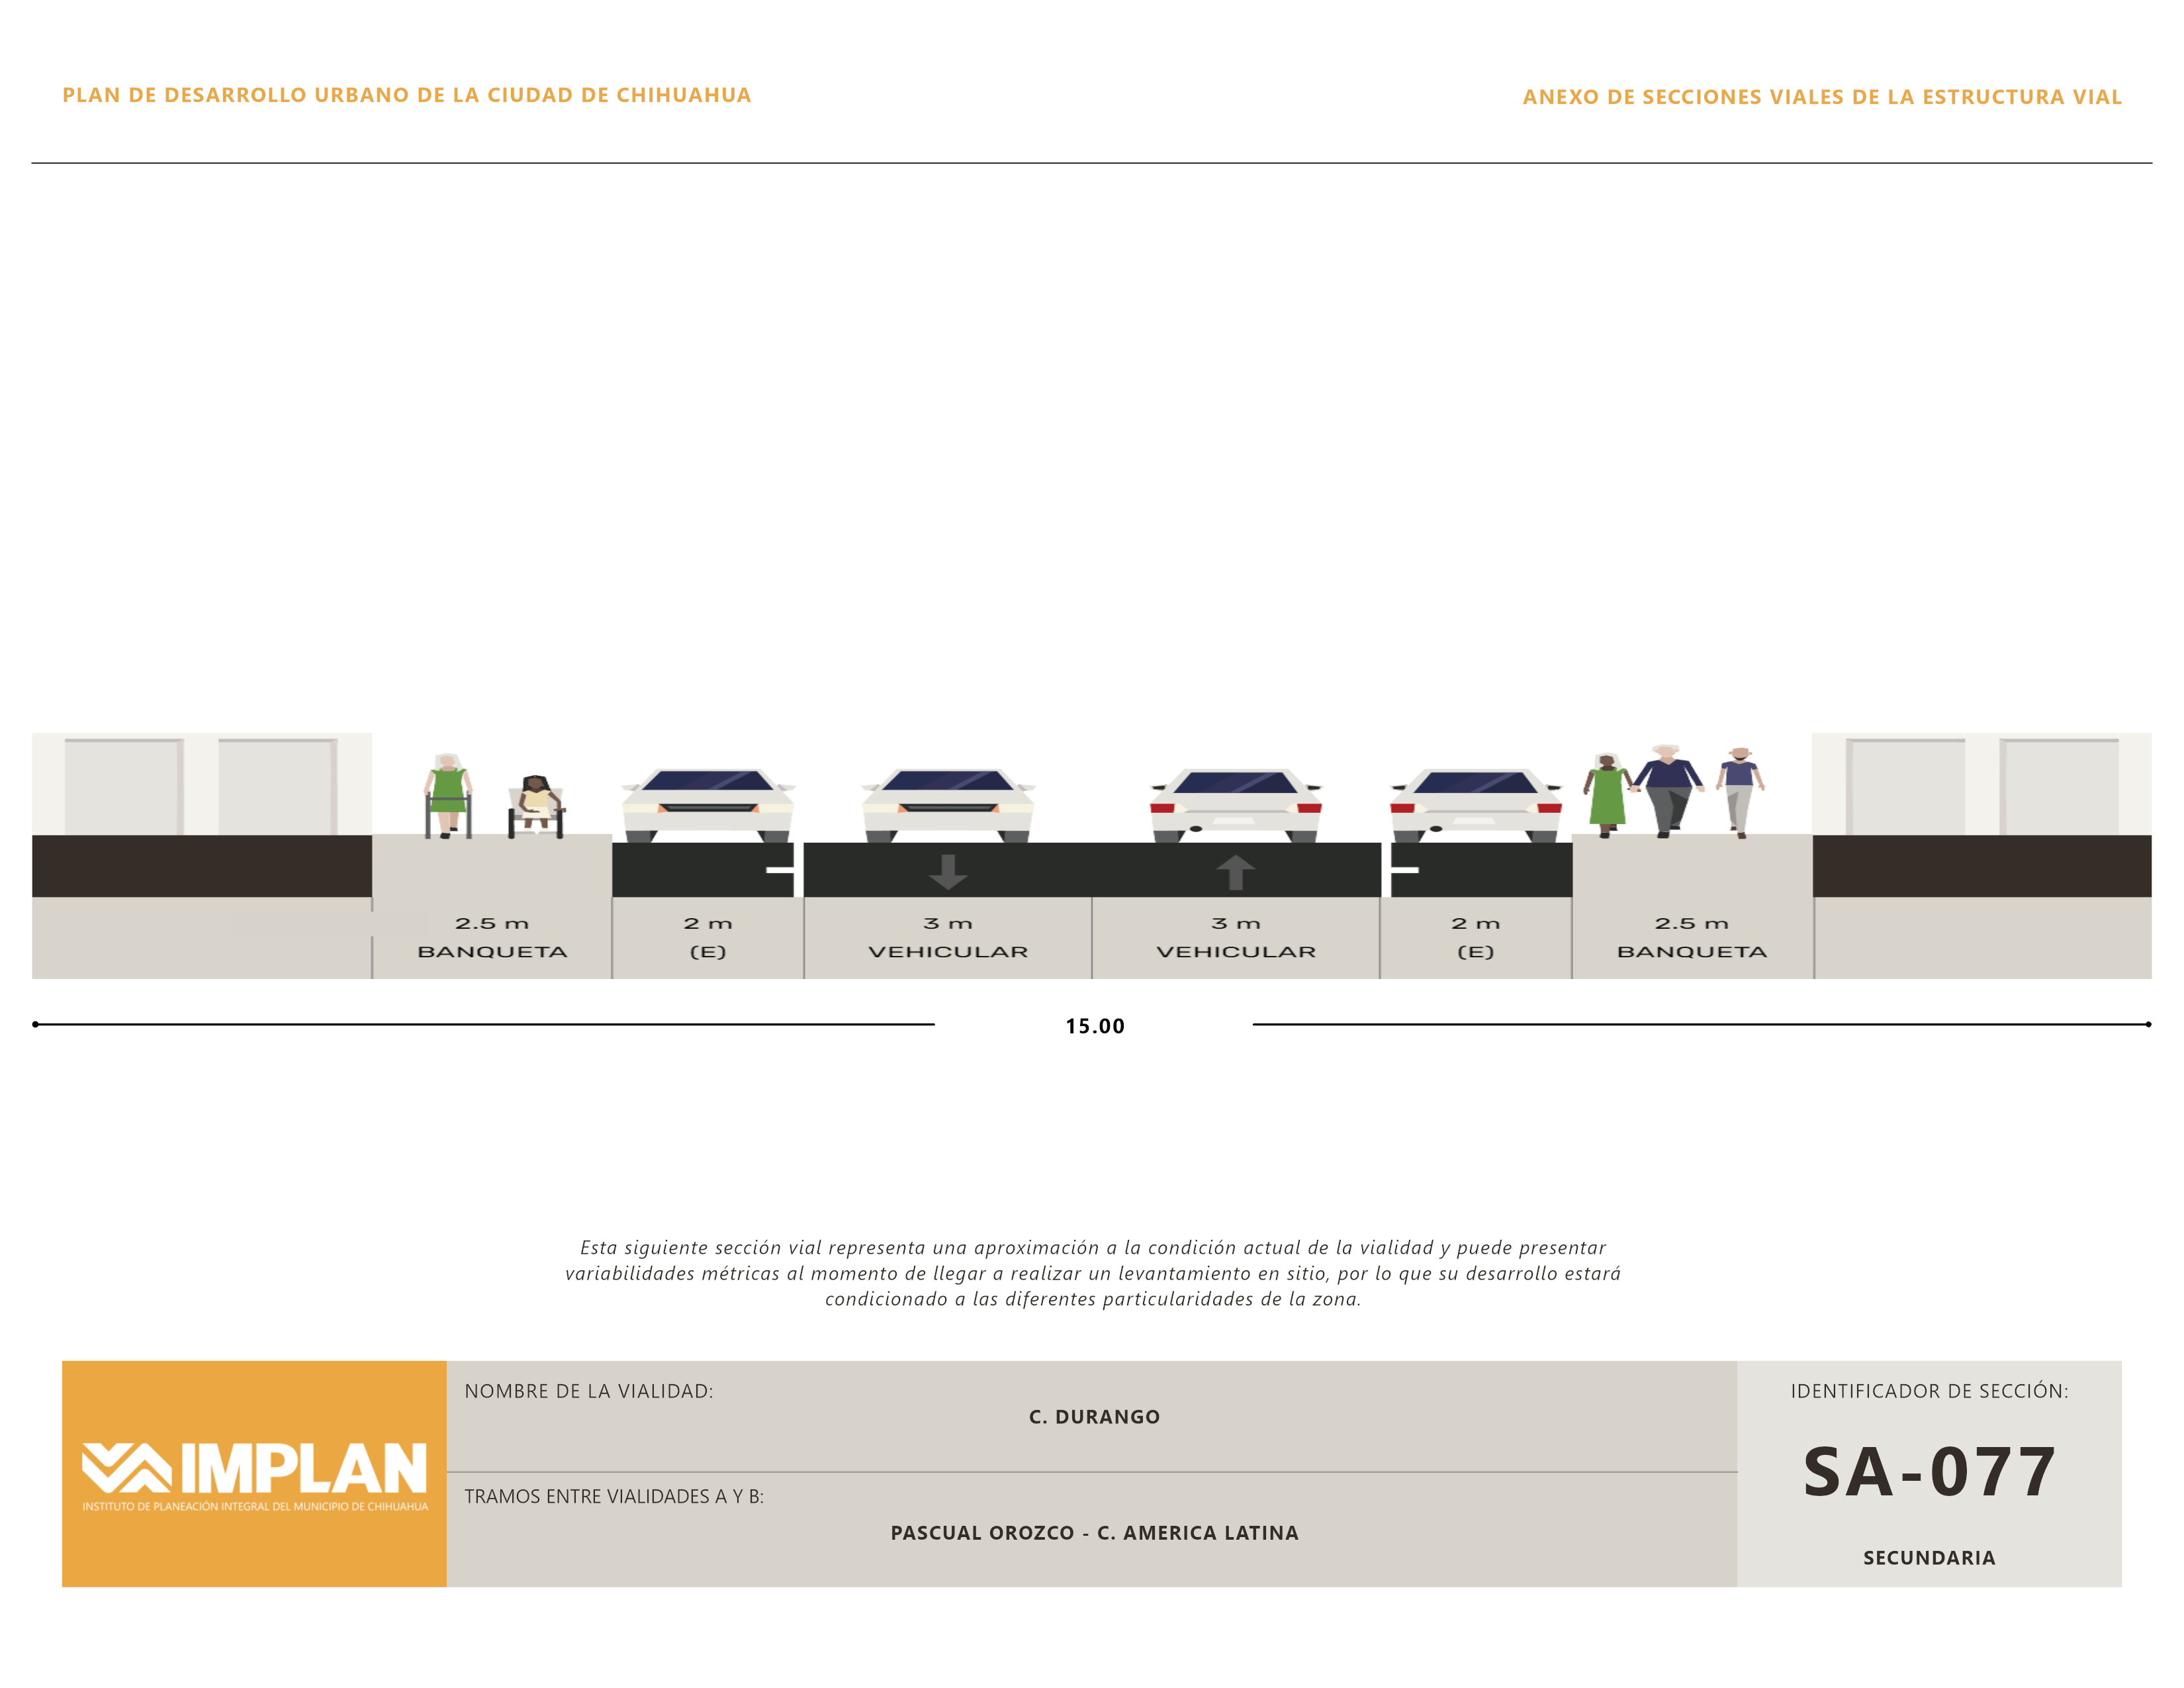 PLAN DE DESARROLLO URBANO DE LA CIUDAD DE CHIHUAHUA
ANEXO DE SECCIONES VIALES DE LA ESTRUCTURA VIAL
2.5 m
BANQUETA
2 m
(E)
3 m
VEHICULAR
3 m
VEHICULAR
2 m
(E)
2.5 m
BANQUETA
15.00
Esta siguiente sección vial representa una aproximación a la condición actual de la vialidad y puede presentar
variabilidades métricas al momento de llegar a realizar un levantamiento en sitio, por lo que su desarrollo estará
condicionado a las diferentes particularidades de la zona.
IMPLAN
INSTITUTO DE PLANEACIÓN INTEGRAL DEL MUNICIPIO DE CHIHUAHUA
NOMBRE DE LA VIALIDAD:
C. DURANGO
TRAMOS ENTRE VIALIDADES A Y B:
PASCUAL OROZCO - C. AMERICA LATINA
IDENTIFICADOR DE SECCIÓN:
SA-077
SECUNDARIA